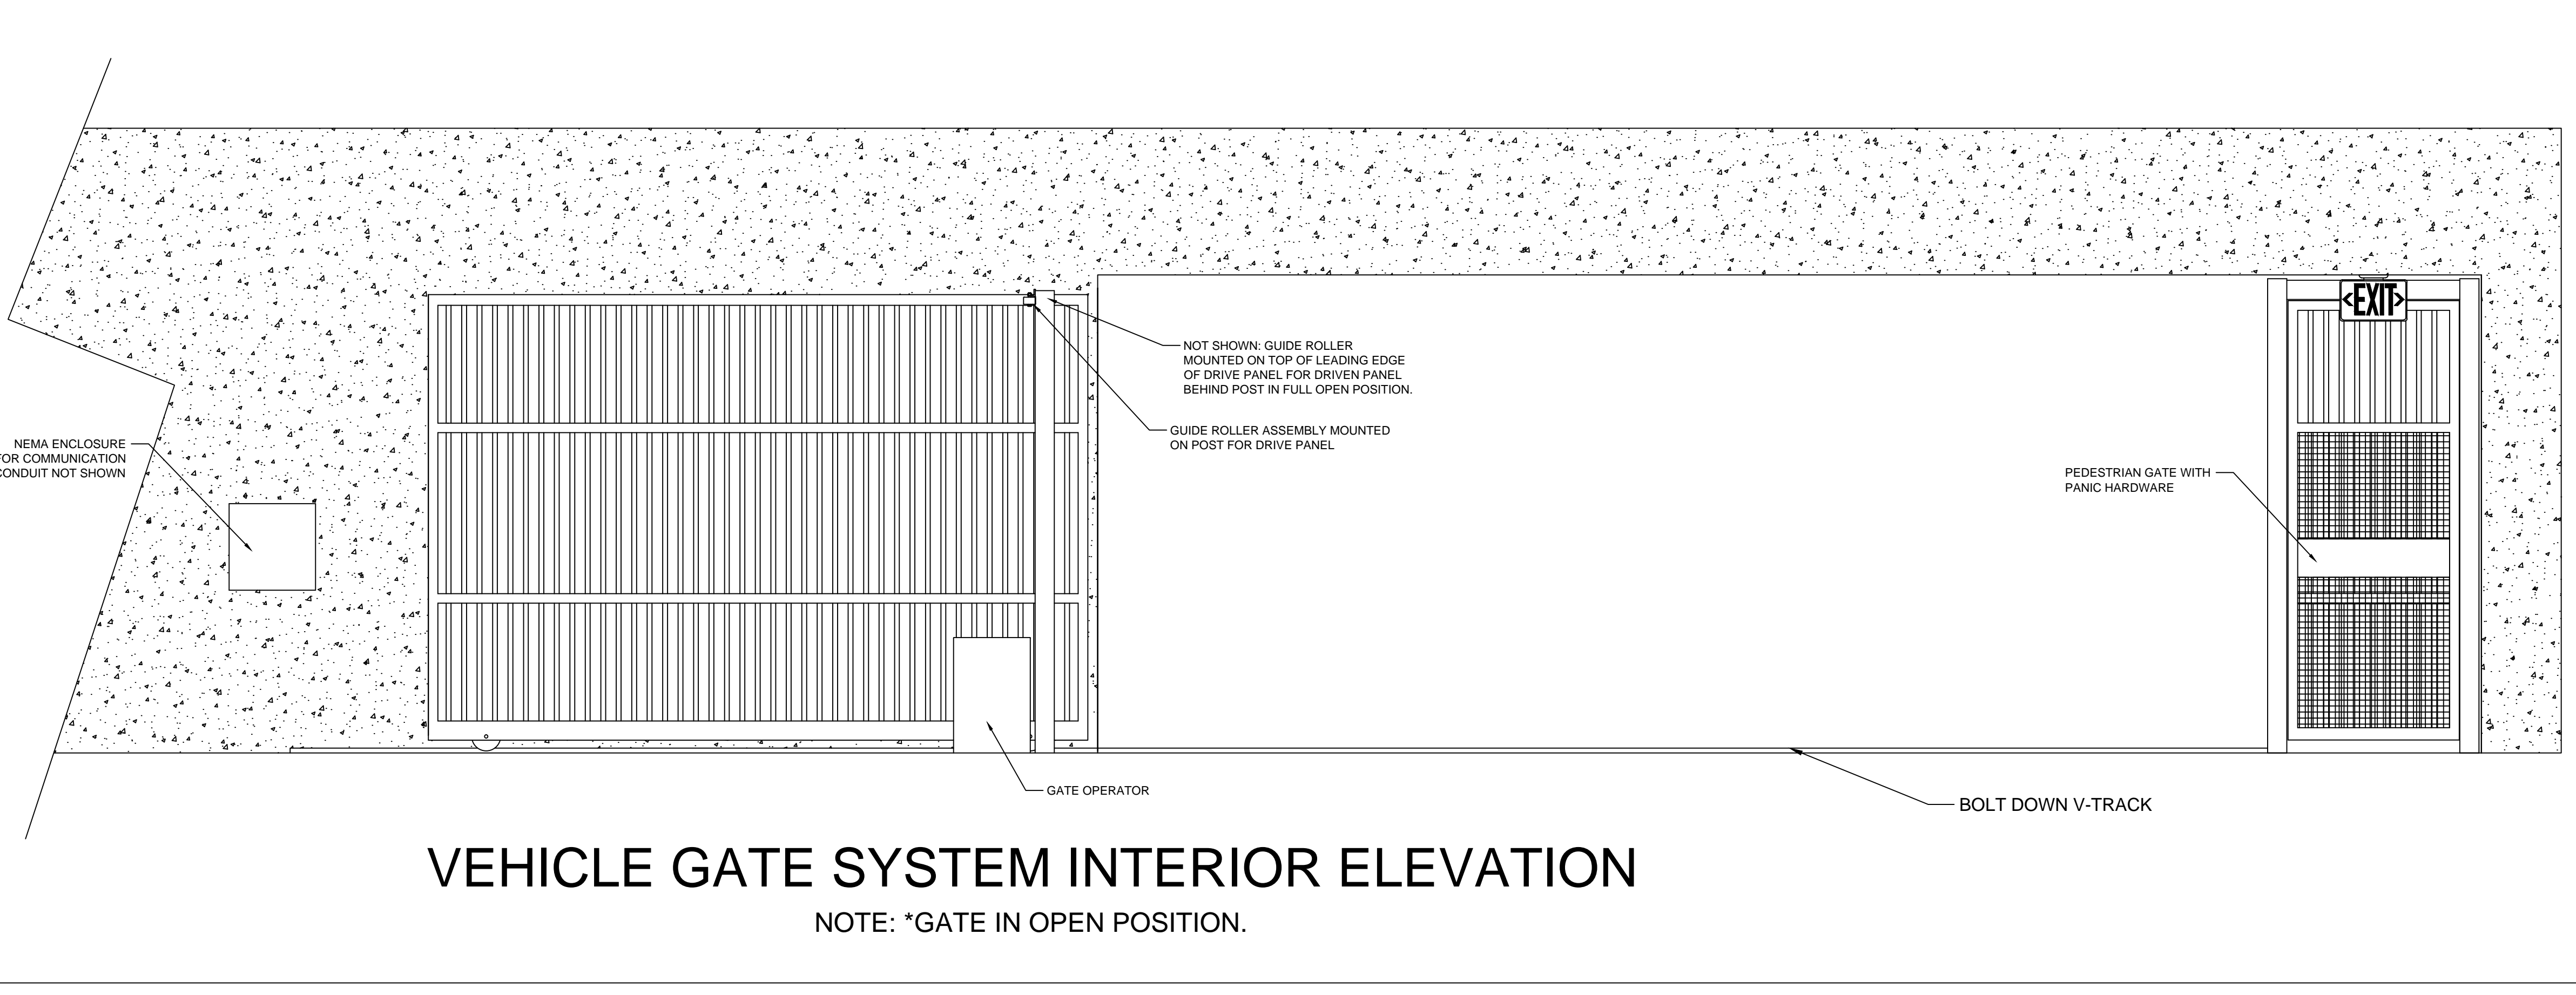 <EXIT>
NOT SHOWN: GUIDE ROLLER
MOUNTED ON TOP OF LEADING EDGE
OF DRIVE PANEL FOR DRIVEN PANEL
BEHIND POST IN FULL OPEN POSITION.
GUIDE ROLLER ASSEMBLY MOUNTED
ON POST FOR DRIVE PANEL
NEMA ENCLOSURE
FOR COMMUNICATION
CONDUIT NOT SHOWN
PEDESTRIAN GATE WITH
PANIC HARDWARE
GATE OPERATOR
BOLT DOWN V-TRACK
VEHICLE GATE SYSTEM INTERIOR ELEVATION
NOTE: *GATE IN OPEN POSITION.